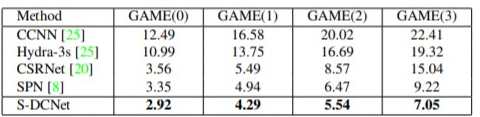 Method GAME(0) GAME(1) GAME(2) GAME(3)
CCNN [25] 12.49 16.58 20.02 22.41
Hydra-3s [25] 10.99 13.75 16.69 19.32
CSRNet [20] 3.56 5.49 8.57 15.04
SPN [8] 3.35 4.94 6.47 9.22
S-DCNet 2.92 4.29 5.54 7.05